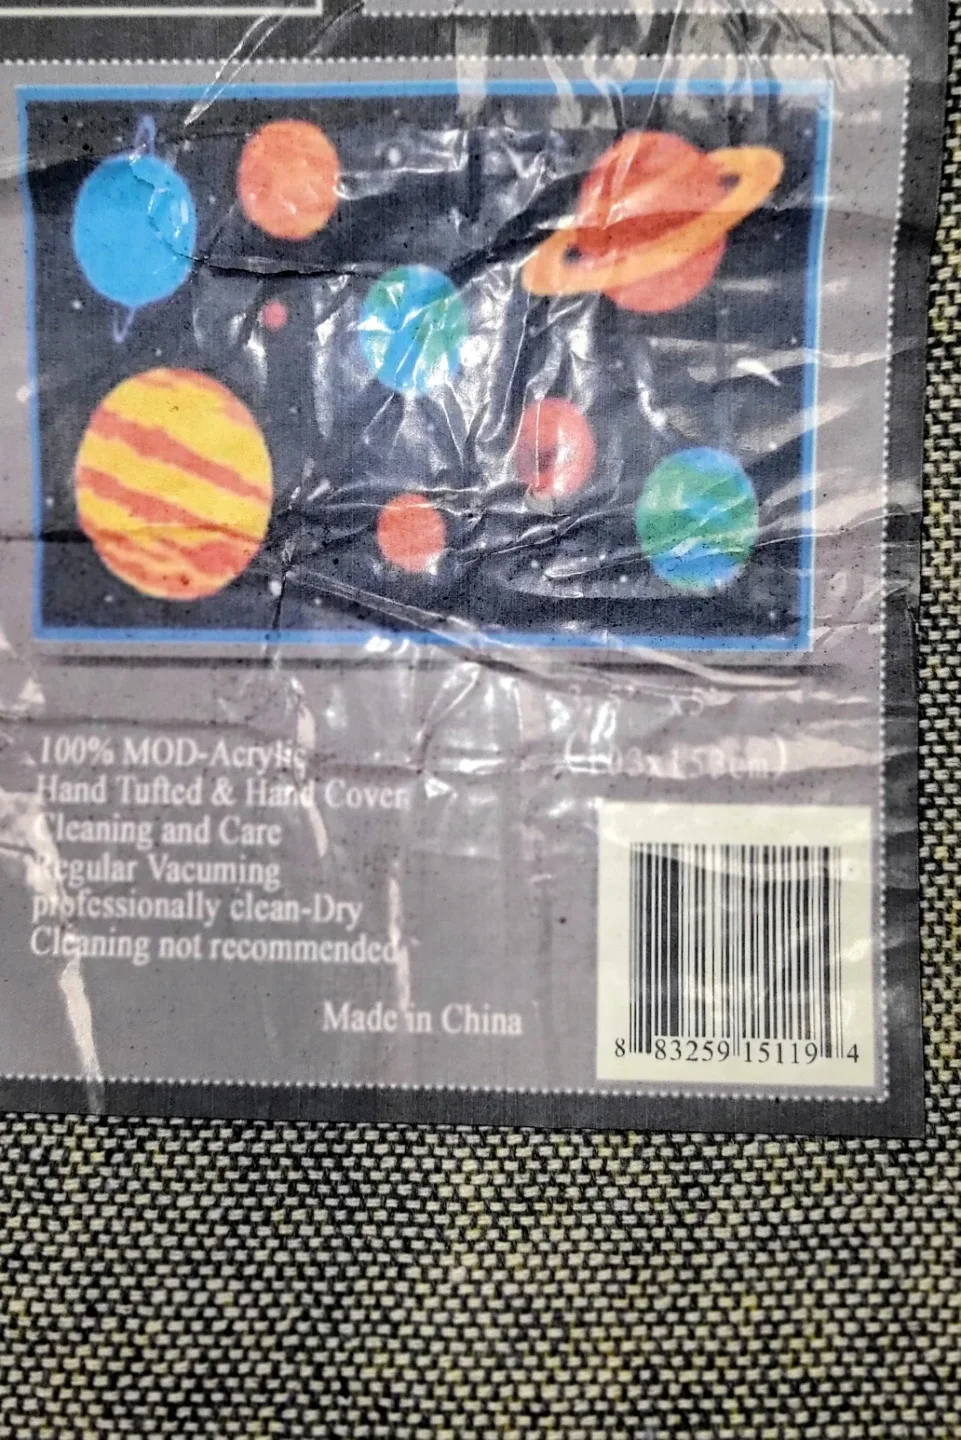 100% MOD-Acrylic
(103x153cm)
Hand Tufted & Hand Cover
Cleaning and Care
Regular Vacuming
professionally clean-Dry
Cleaning not recommended
Made in China
8 83259 15119 4